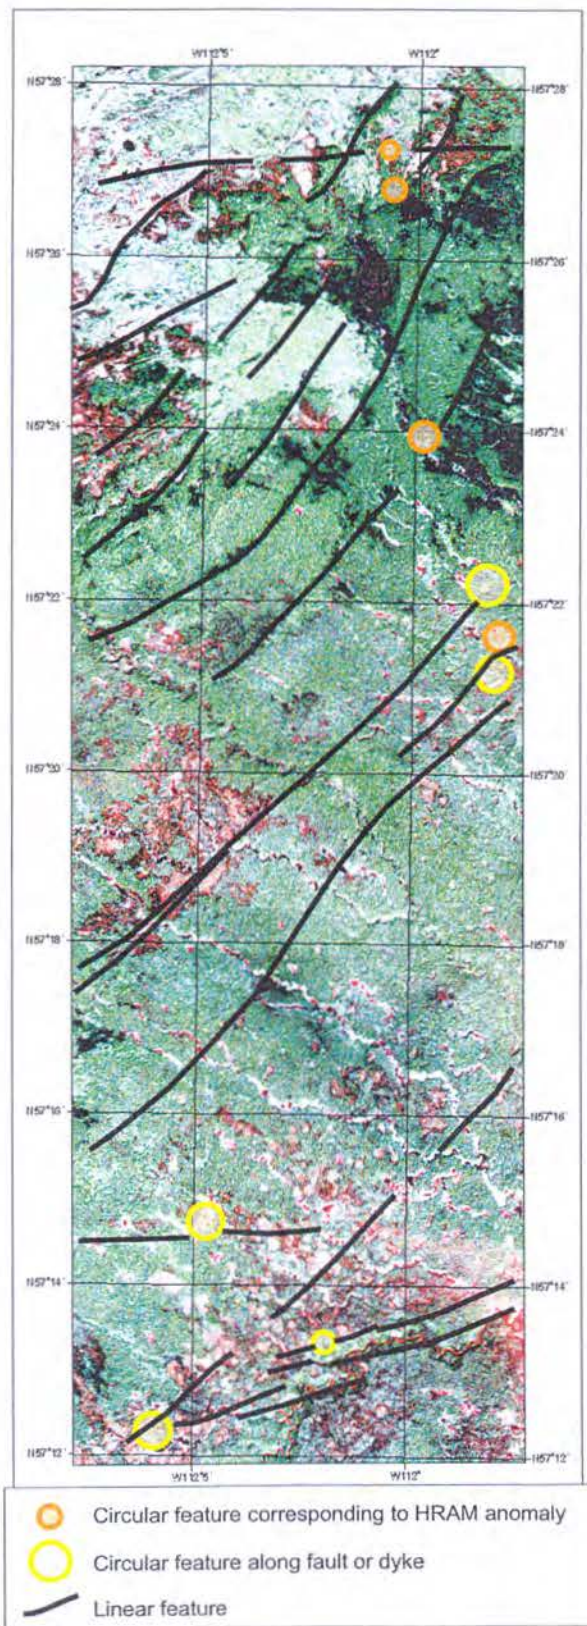 W112°5' W112°
N57°28' N57°28'
N57°26' N57°26'
N57°24' N57°24'
N57°22' N57°22'
N57°20' N57°20'
N57°18' N57°18'
N57°16' N57°16'
N57°14' N57°14'
N57°12' N57°12'
W112°5' W112°
Circular feature corresponding to HRAM anomaly
Circular feature along fault or dyke
Linear feature